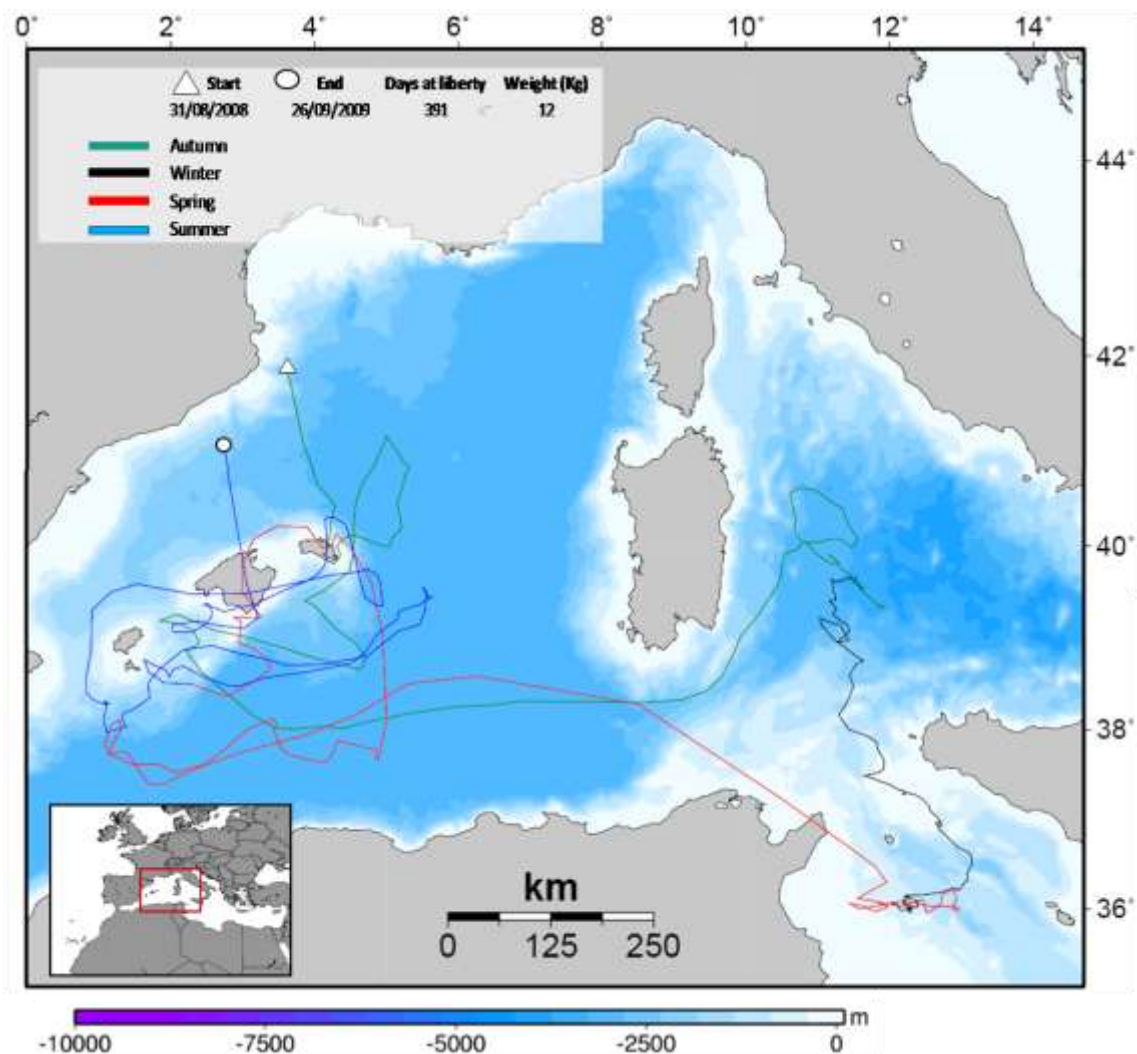 0° 2° 4° 6° 8° 10° 12° 14°
Start End Days at liberty Weight (Kg)
31/08/2008 26/09/2009 391 12
Autumn
Winter
Spring
Summer
44°
42°
40°
38°
36°
km
0 125 250
-10000 -7500 -5000 -2500 0 m